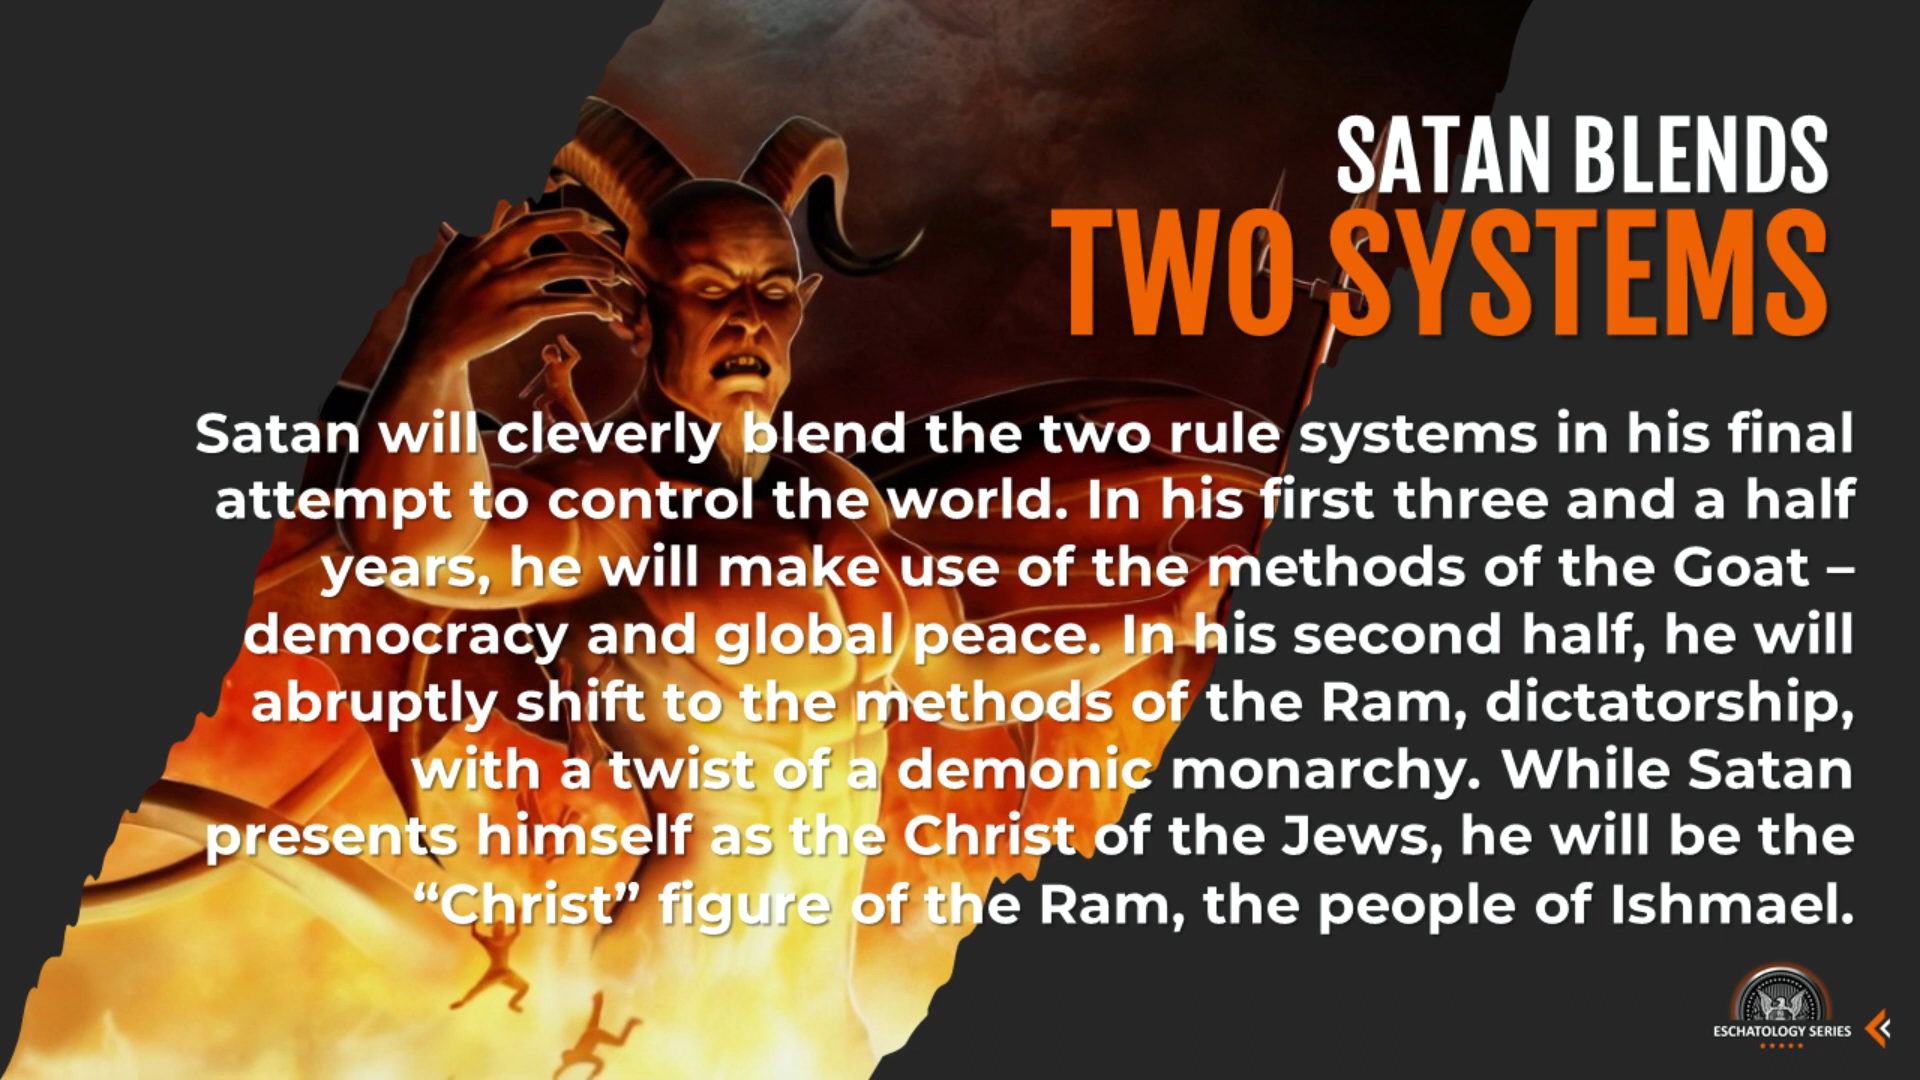 SATAN BLENDS
TWO SYSTEMS
Satan will cleverly blend the two rule systems in his final
attempt to control the world. In his first three and a half
years, he will make use of the methods of the Goat –
democracy and global peace. In his second half, he will
abruptly shift to the methods of the Ram, dictatorship,
with a twist of a demonic monarchy. While Satan
presents himself as the Christ of the Jews, he will be the
“Christ” figure of the Ram, the people of Ishmael.
ESCHATOLOGY SERIES